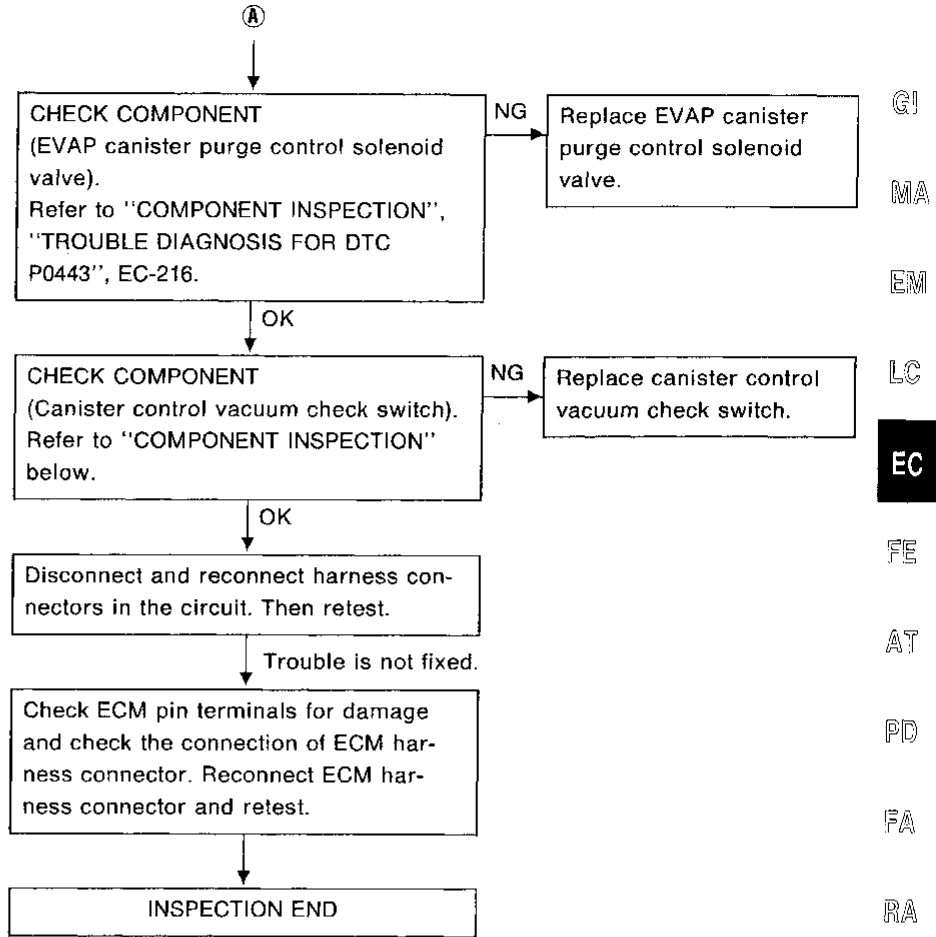 Ⓐ
CHECK COMPONENT
(EVAP canister purge control solenoid
valve).
Refer to "COMPONENT INSPECTION",
"TROUBLE DIAGNOSIS FOR DTC
P0443", EC-216.
NG
Replace EVAP canister
purge control solenoid
valve.
OK
CHECK COMPONENT
(Canister control vacuum check switch).
Refer to "COMPONENT INSPECTION"
below.
NG
Replace canister control
vacuum check switch.
OK
Disconnect and reconnect harness con-
nectors in the circuit. Then retest.
Trouble is not fixed.
Check ECM pin terminals for damage
and check the connection of ECM har-
ness connector. Reconnect ECM har-
ness connector and retest.
INSPECTION END
GI
MA
EM
LC
EC
FE
AT
PD
FA
RA